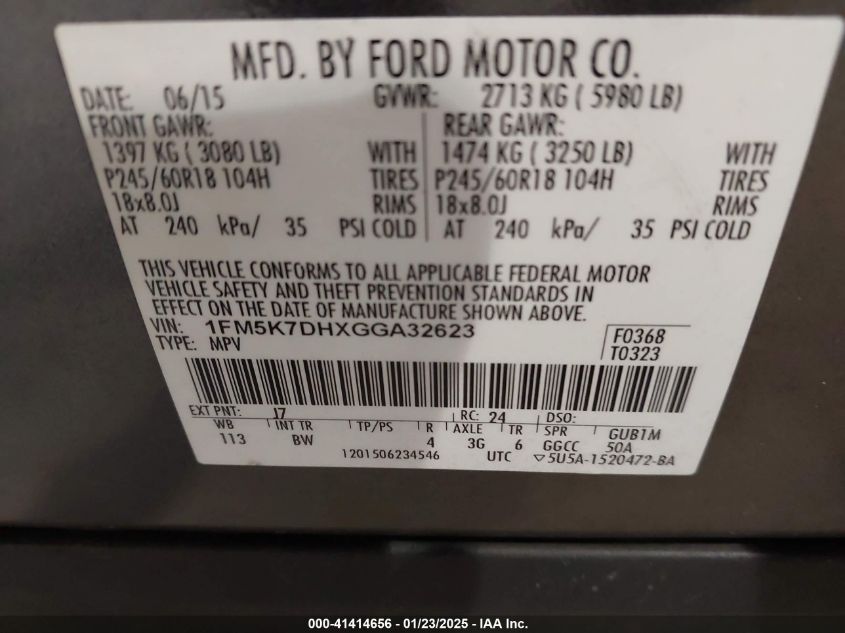 MFD. BY FORD MOTOR CO.
DATE: 06/15 GVWR: 2713 KG ( 5980 LB)
FRONT GAWR: REAR GAWR:
1397 KG ( 3080 LB) WITH 1474 KG ( 3250 LB) WITH
P245/60R18 104H TIRES P245/60R18 104H TIRES
18x8.0J RIMS 18x8.0J RIMS
AT 240 kPa/ 35 PSI COLD AT 240 kPa/ 35 PSI COLD
THIS VEHICLE CONFORMS TO ALL APPLICABLE FEDERAL MOTOR
VEHICLE SAFETY AND THEFT PREVENTION STANDARDS IN
EFFECT ON THE DATE OF MANUFACTURE SHOWN ABOVE.
VIN: 1FM5K7DHXGGA32623 F0368
TYPE: MPV T0323
EXT PNT: J7 RC: 24 DSO:
WB INT TR TP/PS R AXLE TR SPR GUB1M
113 BW 4 3G 6 GGCC 50A
1201506234546 UTC ▽5U5A-1520472-BA
000-41414656 - 01/23/2025 - IAA Inc.